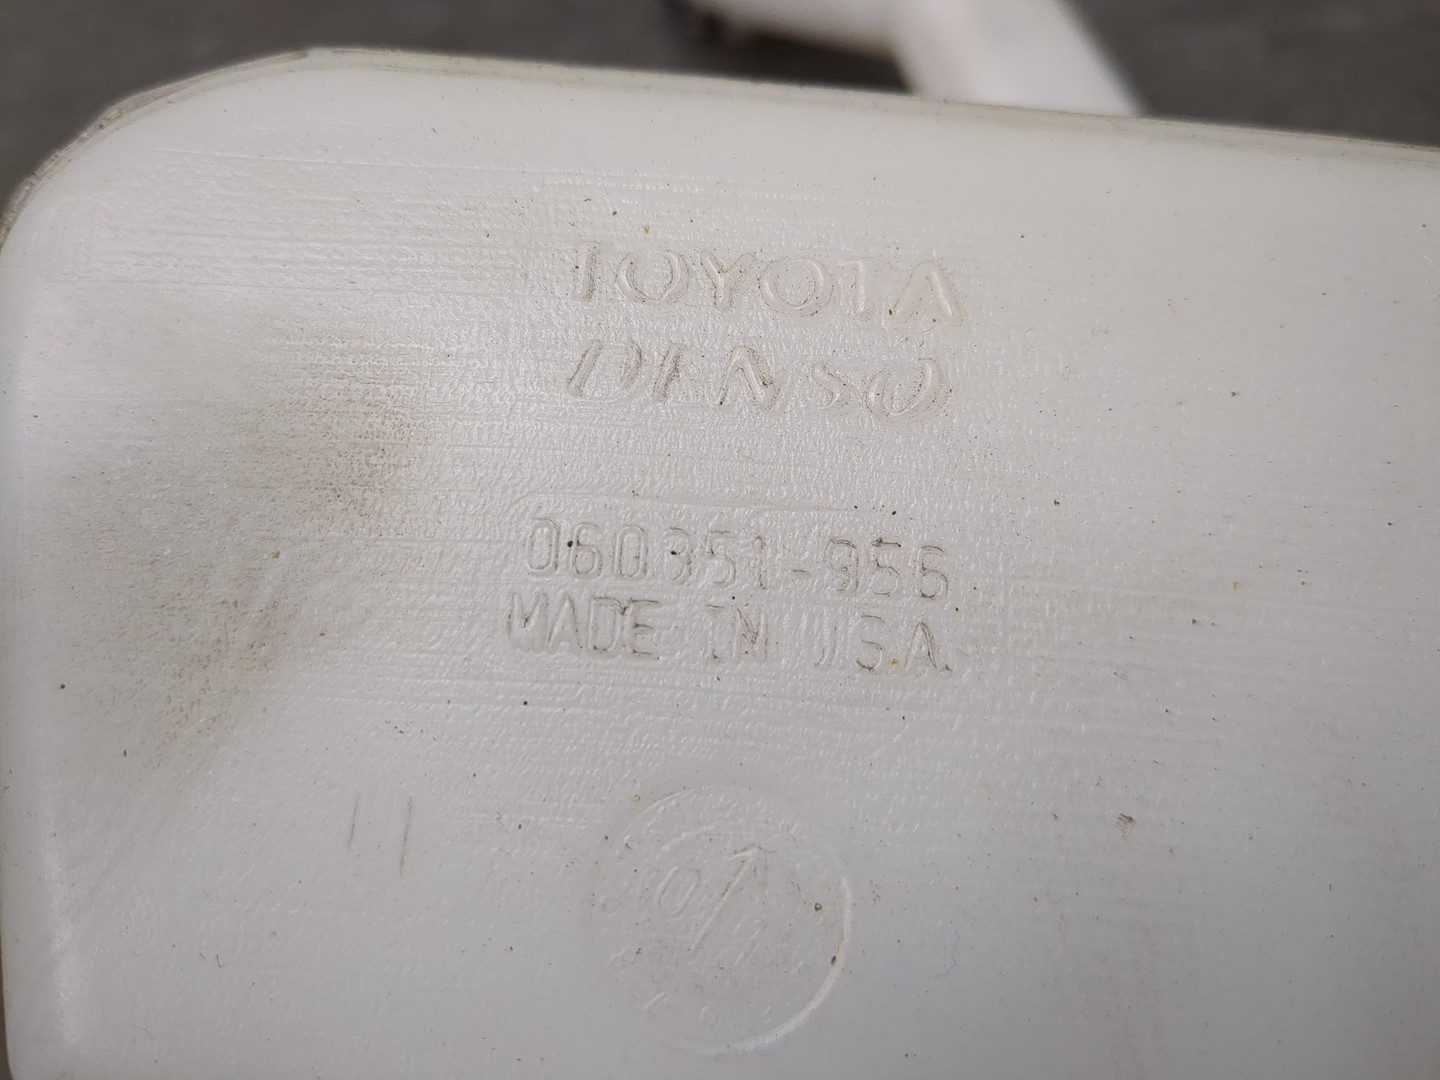 TOYOTA
DENSO
060351-956
MADE IN U.S.A.